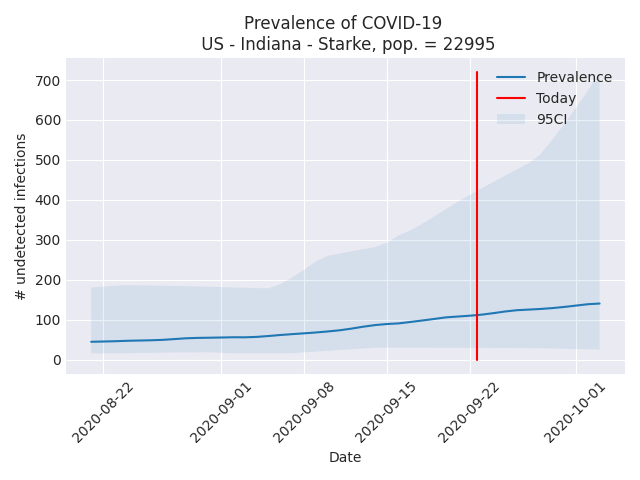 Prevalence of COVID-19
US - Indiana - Starke, pop. = 22995
700
600
500
400
300
200
100
0
# undetected infections
Prevalence
Today
95CI
2020-08-22
2020-09-01
2020-09-08
2020-09-15
2020-09-22
2020-10-01
Date